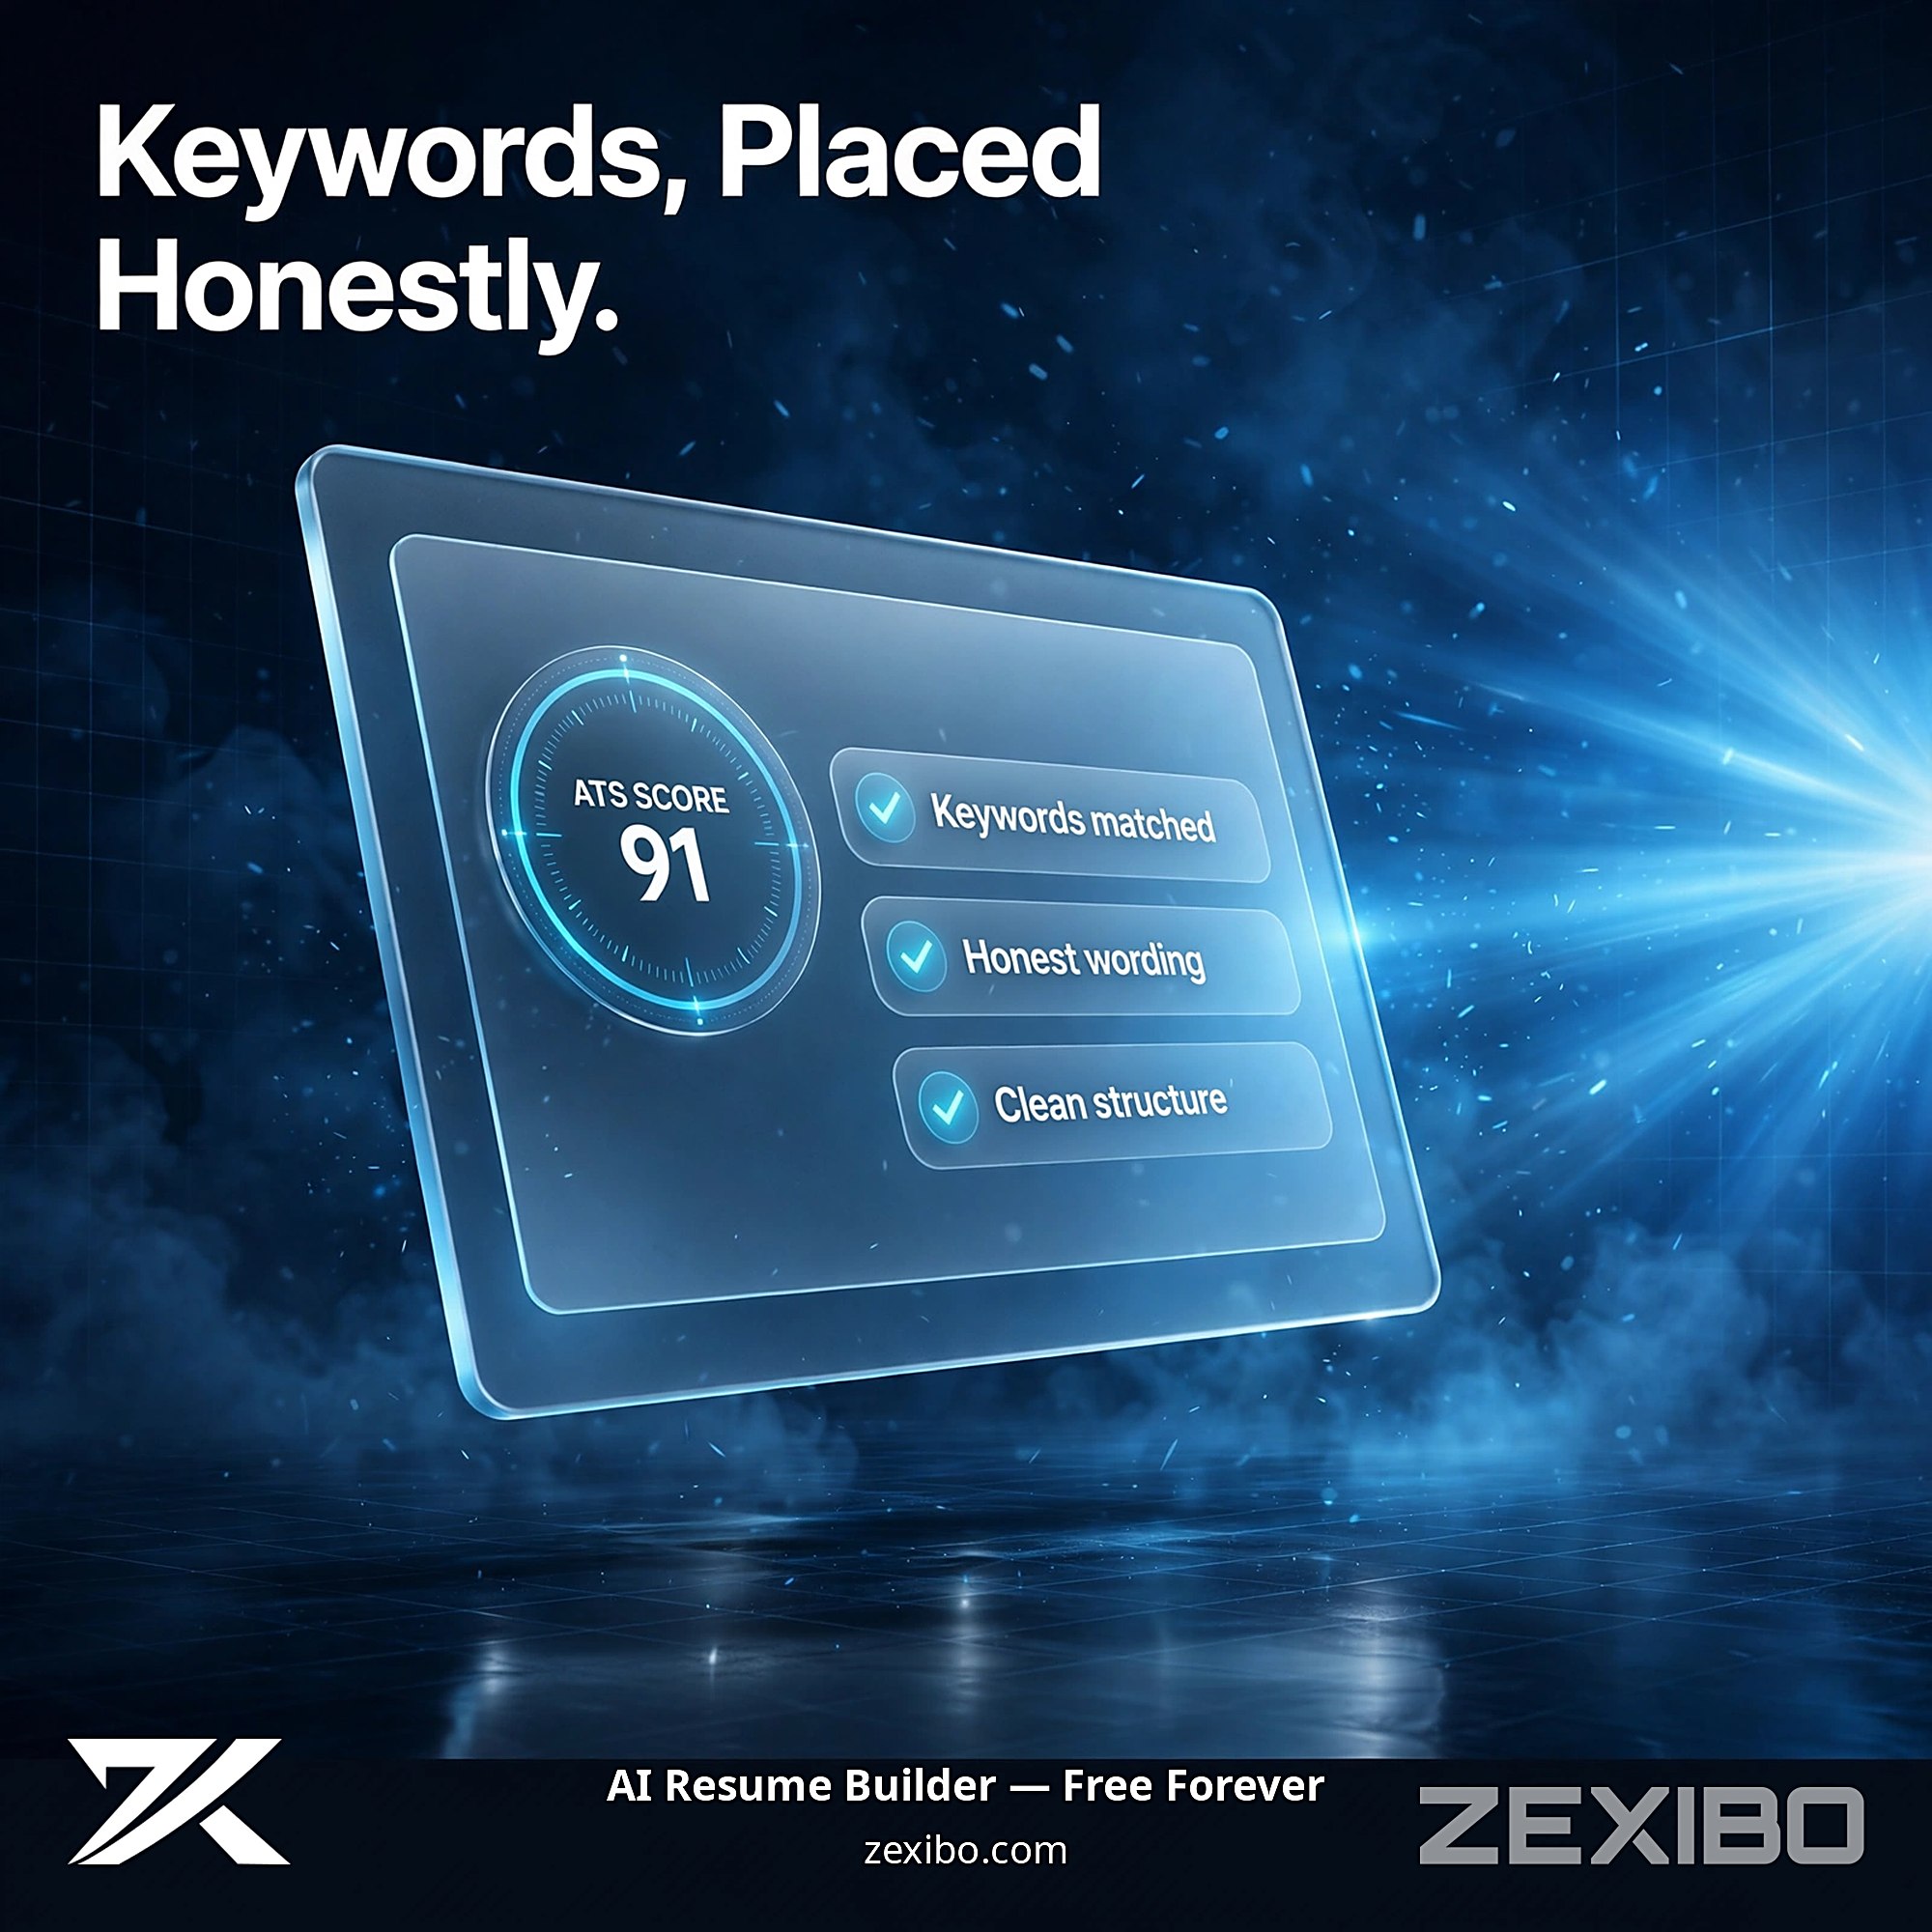 Keywords, Placed
Honestly.
ATS SCORE
91
Keywords matched
Honest wording
Clean structure
AI Resume Builder — Free Forever
zexibo.com
ZEXIBO